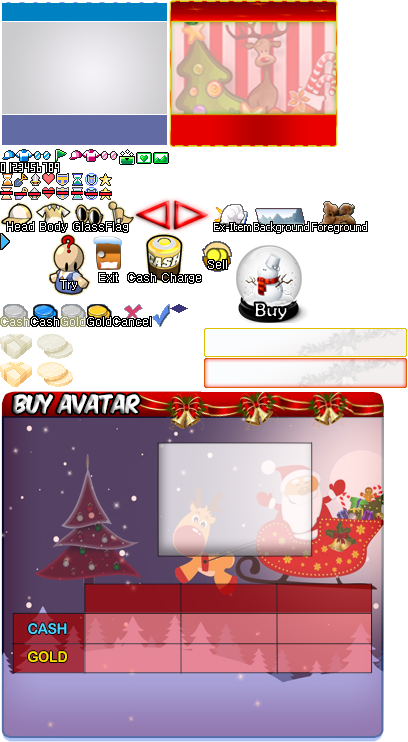 0 123456789
Head Body Glass Flag
Ex-Item Background Foreground
CASH
Try Exit Cash Charge Sell
Buy
Cash Cash Gold Gold Cancel
BUY AVATAR
CASH
GOLD